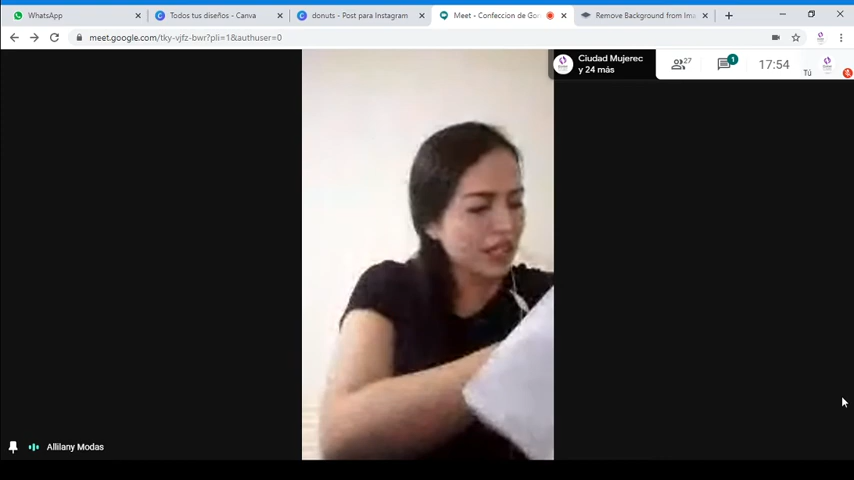 WhatsApp
Todos tus diseños - Canva
donuts - Post para Instagram
Meet - Confeccion de Go
Remove Background from Ima
meet.google.com/tky-vjfz-bwr?pli=1&authuser=0
Ciudad Mujerec
y 24 más
27
1
17:54
Tú
Allilany Modas